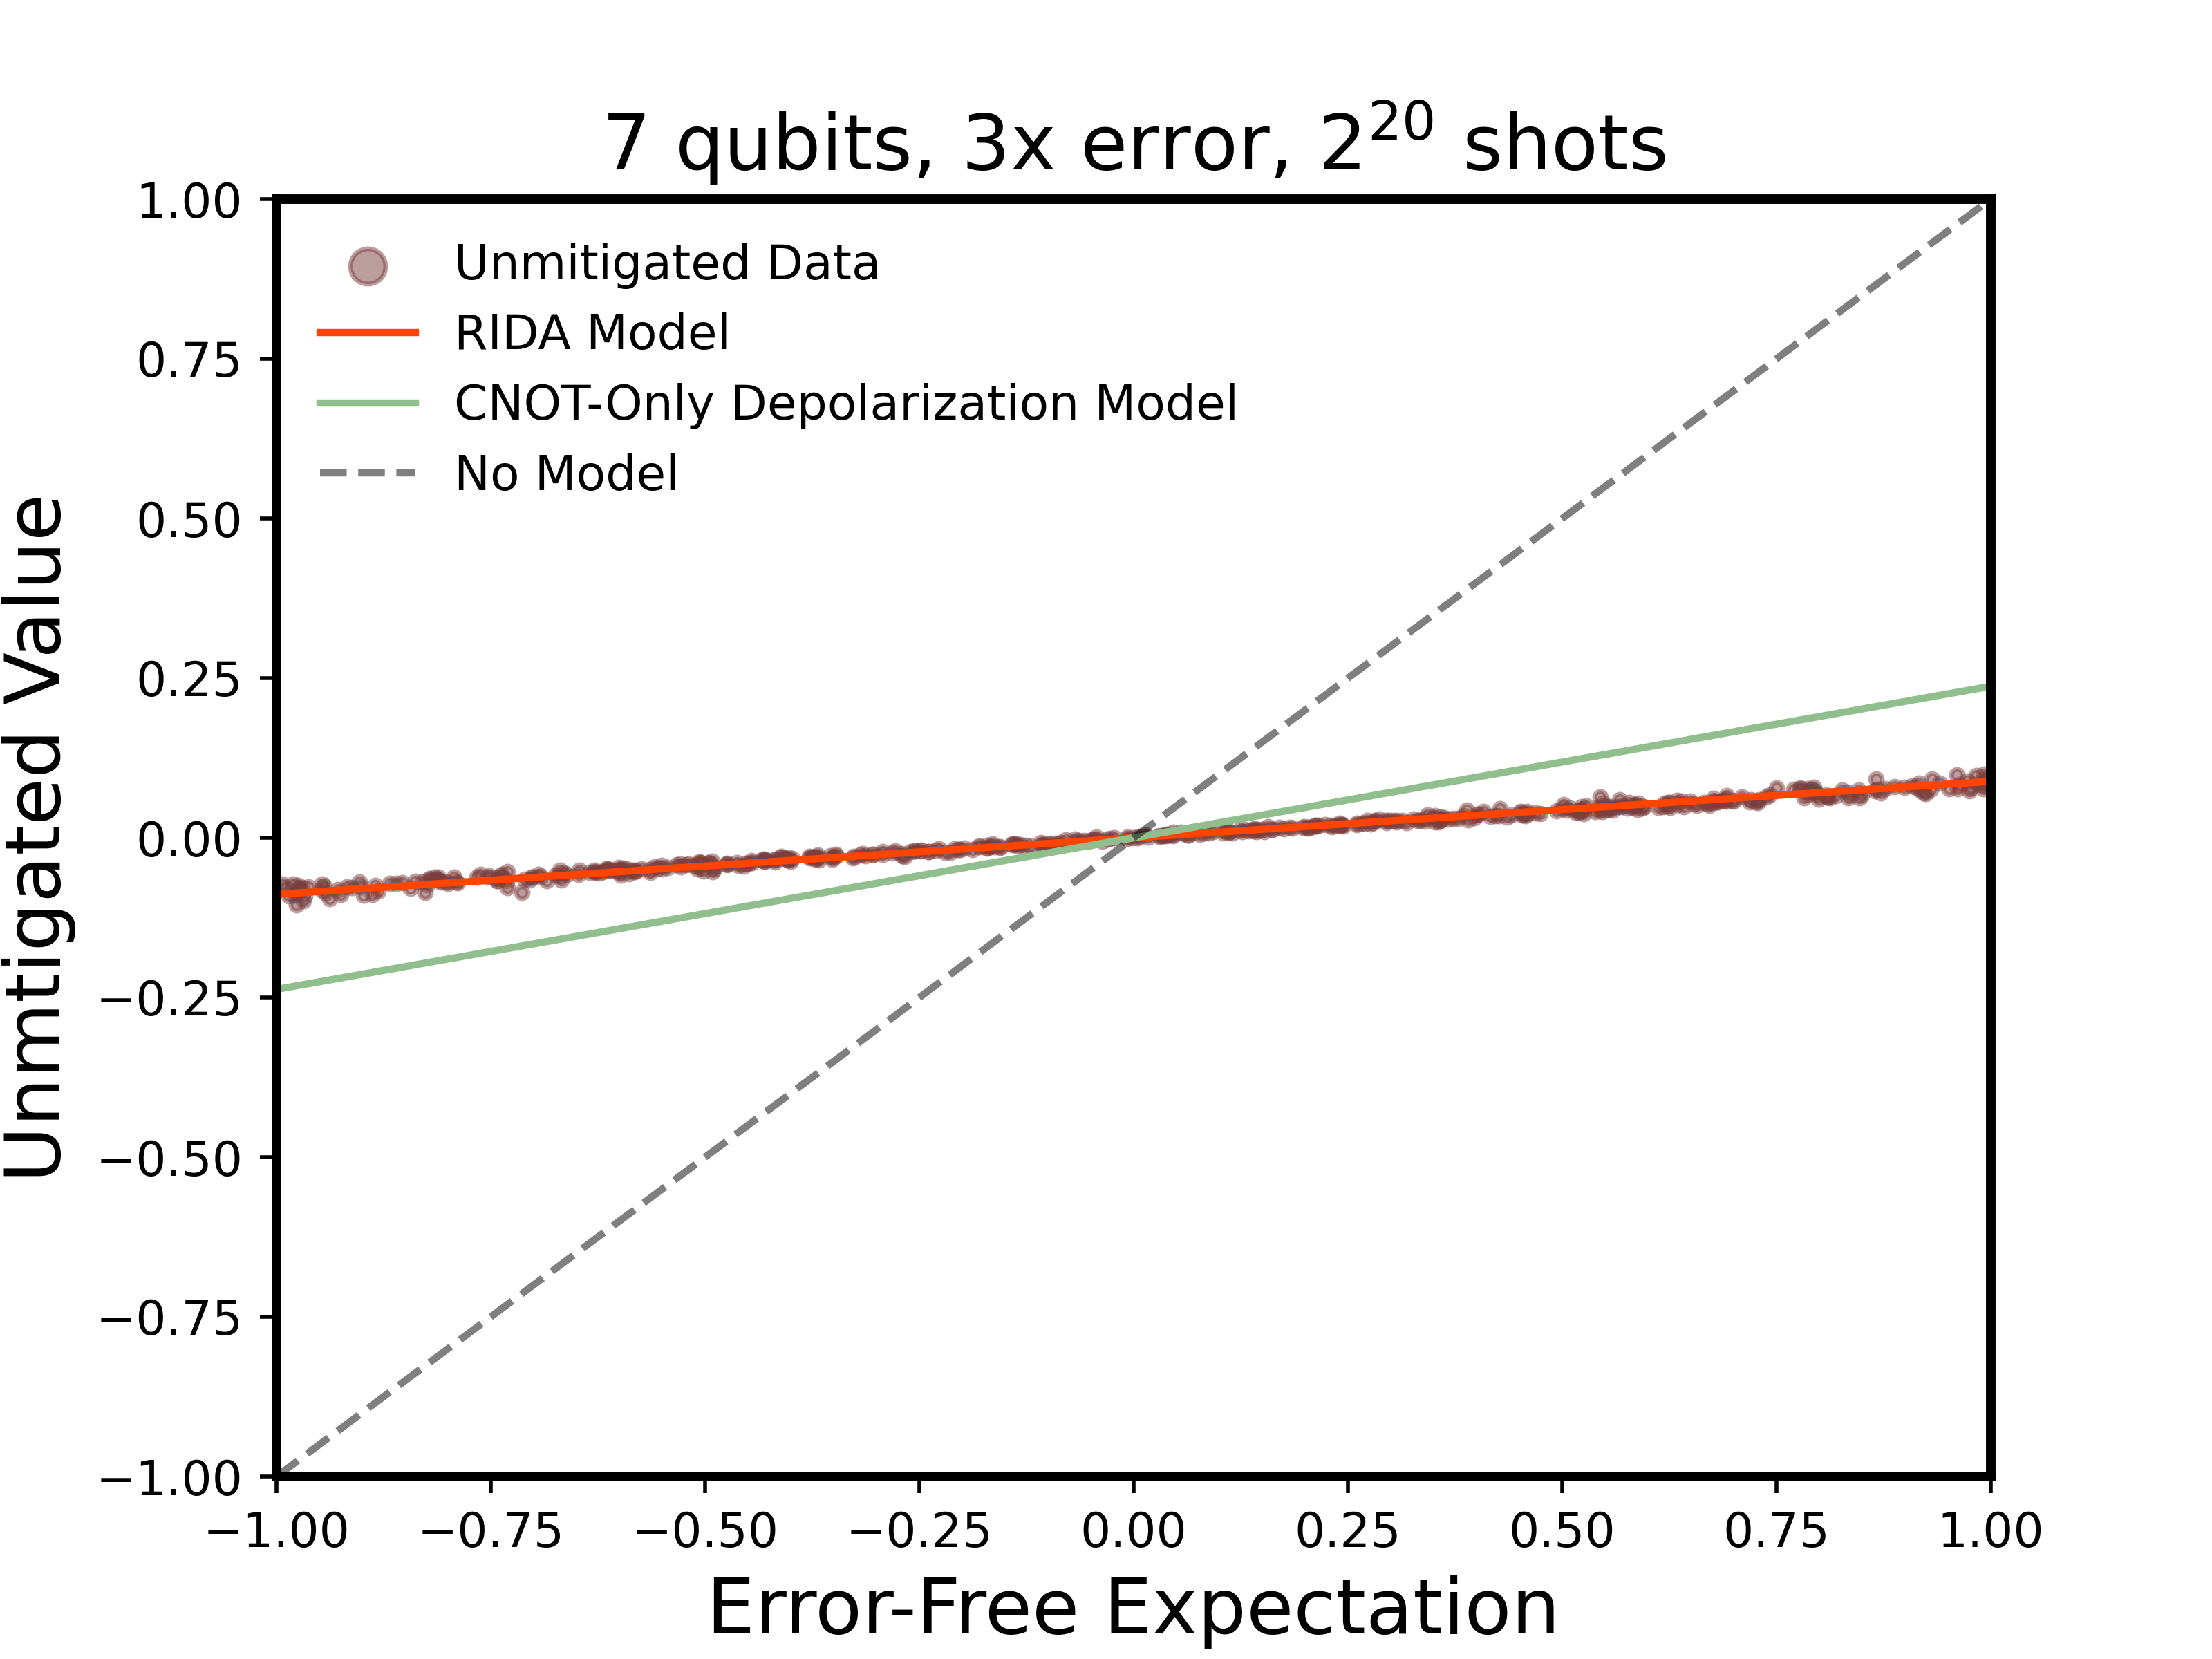 7 qubits, 3x error, 2^20 shots
Unmtigated Value
1.00
0.75
0.50
0.25
0.00
−0.25
−0.50
−0.75
−1.00
Unmitigated Data
RIDA Model
CNOT-Only Depolarization Model
No Model
−1.00 −0.75 −0.50 −0.25 0.00 0.25 0.50 0.75 1.00
Error-Free Expectation